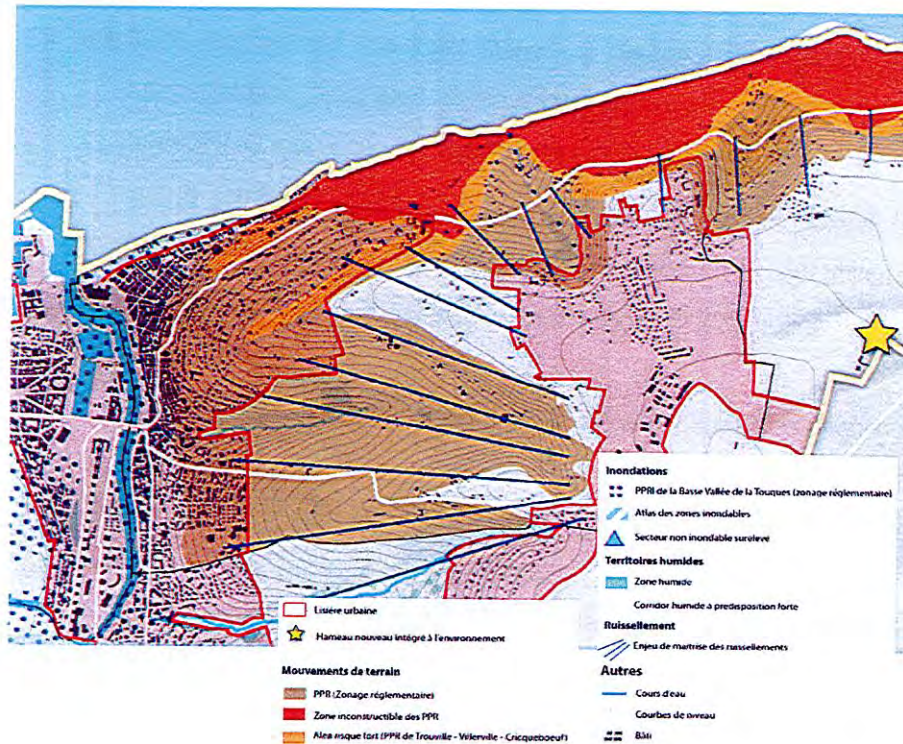 Inondations
PPRI de la Basse Vallée de la Touques (zonage réglementaire)
Atlas des zones inondables
Secteur non inondable surélevé
Territoires humides
Zone humide
Corridor humide à prédisposition forte
Ruissellement
Enjeu de maîtrise des ruissellements
Lisière urbaine
Hameau nouveau intégré à l'environnement
Mouvaments de terrain
PPR (Zonage réglementaire)
Zone inconstructible des PPR
Aléa risque fort (PPR de Trouville - Villerville - Cricqueboeuf)
Autres
Cours d'eau
Courbes de niveau
Bâti